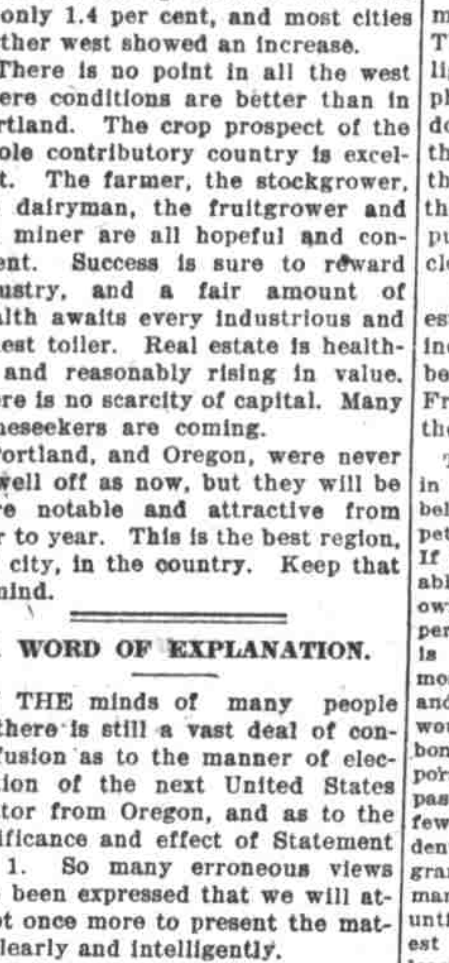 only 1.4 per cent, and most cities
ther west showed an increase.
There is no point in all the west
ere conditions are better than in
rtland. The crop prospect of the
ole contributory country is excel-
t. The farmer, the stockgrower,
dairyman, the fruitgrower and
miner are all hopeful and con-
ent. Success is sure to reward
ustry, and a fair amount of
alth awaits every industrious and
est toiler. Real estate is health-
and reasonably rising in value.
re is no scarcity of capital. Many
meseekers are coming.
Portland, and Oregon, were never
well off as now, but they will be
re notable and attractive from
r to year. This is the best region,
city, in the country. Keep that
mind.
WORD OF EXPLANATION.
THE minds of many people
there is still a vast deal of con-
fusion as to the manner of elec-
tion of the next United States
tor from Oregon, and as to the
ificance and effect of Statement
1. So many erroneous views
been expressed that we will at-
pt once more to present the mat-
learly and intelligently.